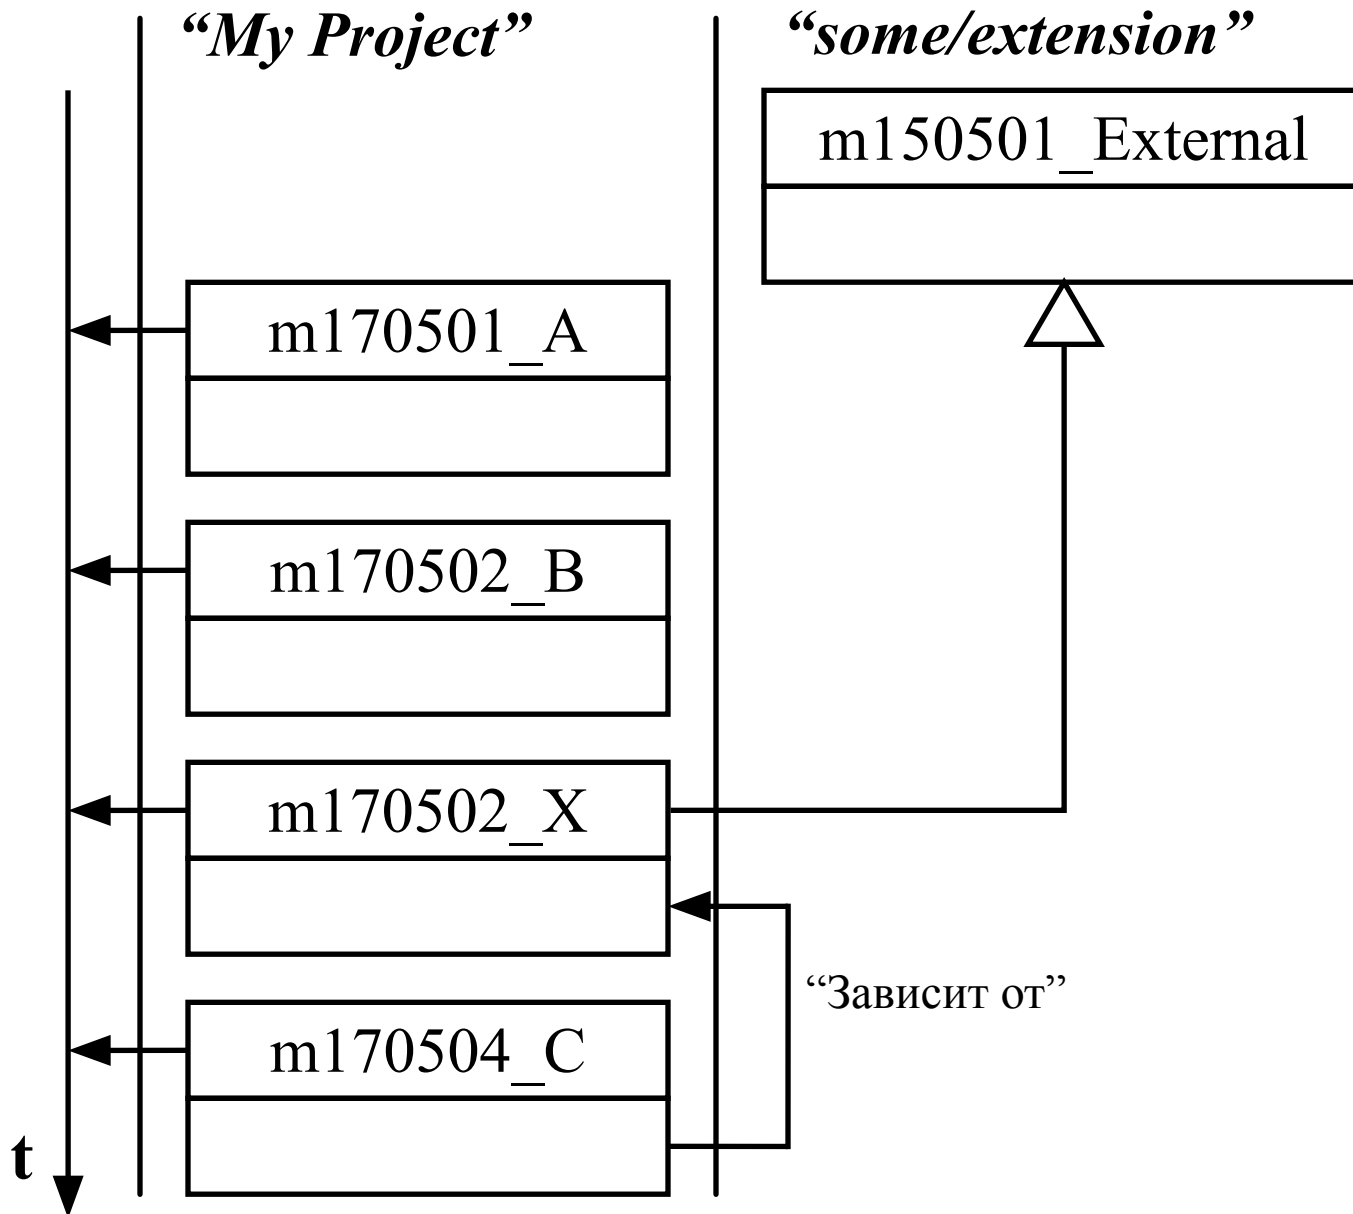 “My Project”
“some/extension”
m150501_External
m170501_A
m170502_B
m170502_X
“Зависит от”
m170504_C
t